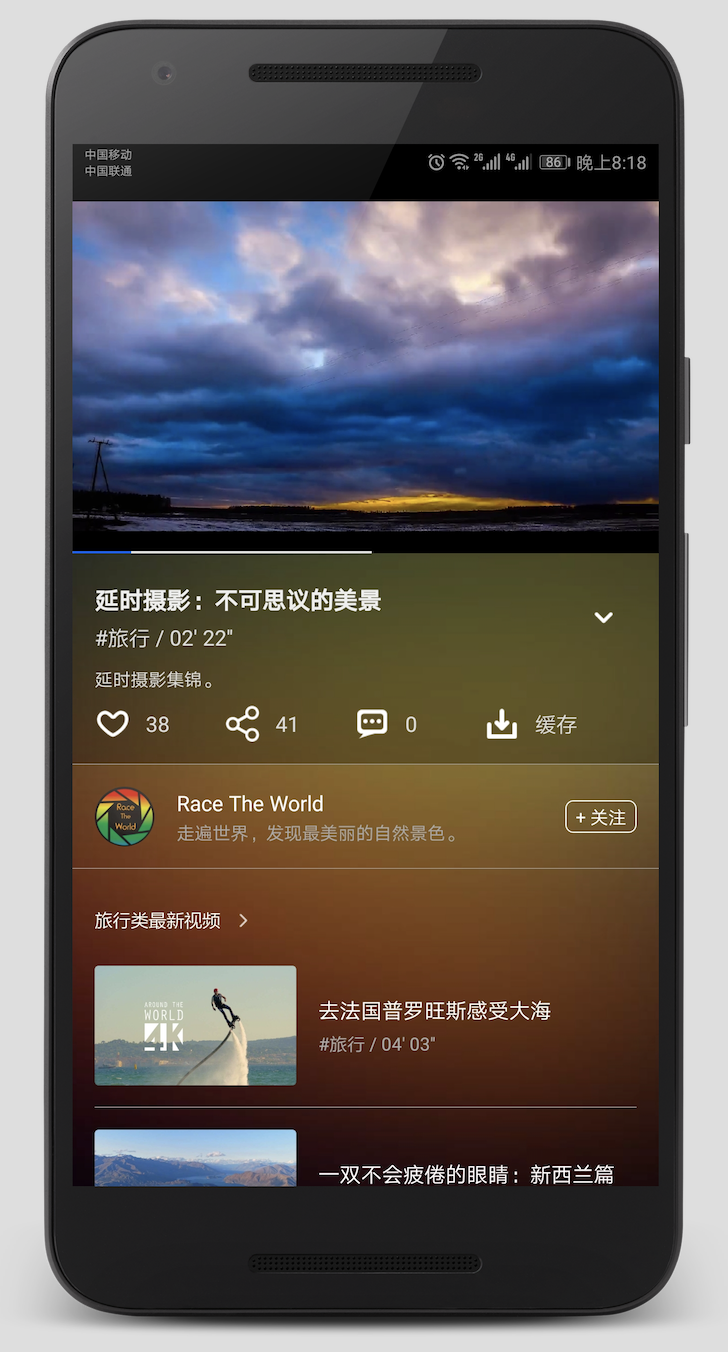 中国移动
中国联通
2G 4G 86 晚上8:18
延时摄影：不可思议的美景
#旅行 / 02' 22"
延时摄影集锦。
38 41 0 缓存
Race The World
Race The World
走遍世界，发现最美丽的自然景色。
+ 关注
旅行类最新视频
AROUND THE
WORLD
4K
去法国普罗旺斯感受大海
#旅行 / 04' 03"
一双不会疲倦的眼睛：新西兰篇